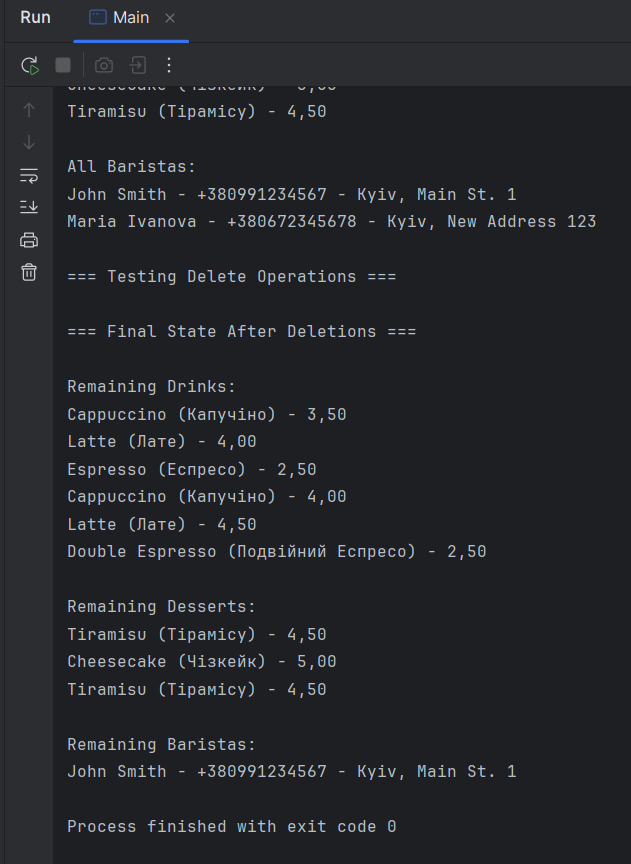 Run Main
Cheesecake (Чізкейк) - 5,00
Tiramisu (Тірамісу) - 4,50
All Baristas:
John Smith - +380991234567 - Kyiv, Main St. 1
Maria Ivanova - +380672345678 - Kyiv, New Address 123
=== Testing Delete Operations ===
=== Final State After Deletions ===
Remaining Drinks:
Cappuccino (Капучіно) - 3,50
Latte (Лате) - 4,00
Espresso (Еспресо) - 2,50
Cappuccino (Капучіно) - 4,00
Latte (Лате) - 4,50
Double Espresso (Подвійний Еспресо) - 2,50
Remaining Desserts:
Tiramisu (Тірамісу) - 4,50
Cheesecake (Чізкейк) - 5,00
Tiramisu (Тірамісу) - 4,50
Remaining Baristas:
John Smith - +380991234567 - Kyiv, Main St. 1
Process finished with exit code 0